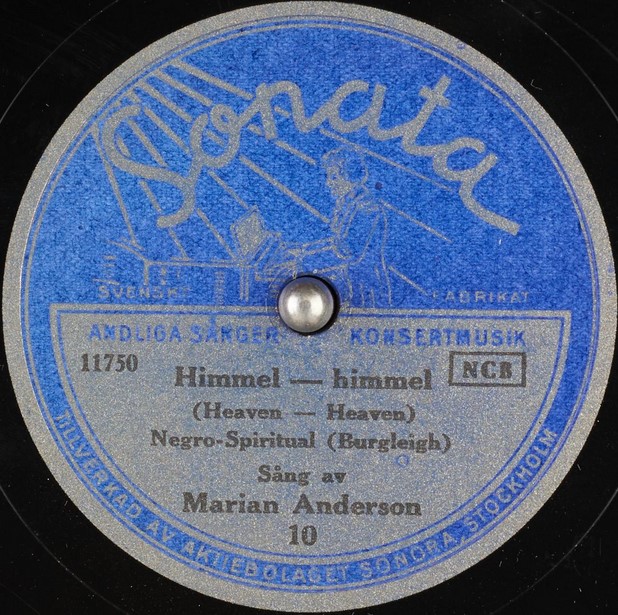 Sonata
SVENSKT FABRIKAT
ANDLIGA SÅNGER KONSERTMUSIK
11750
Himmel — himmel
NCB
(Heaven — Heaven)
Negro-Spiritual (Burgleigh)
Sång av
Marian Anderson
10
TILLVERKAD AV AKTIEBOLAGET SONORA, STOCKHOLM